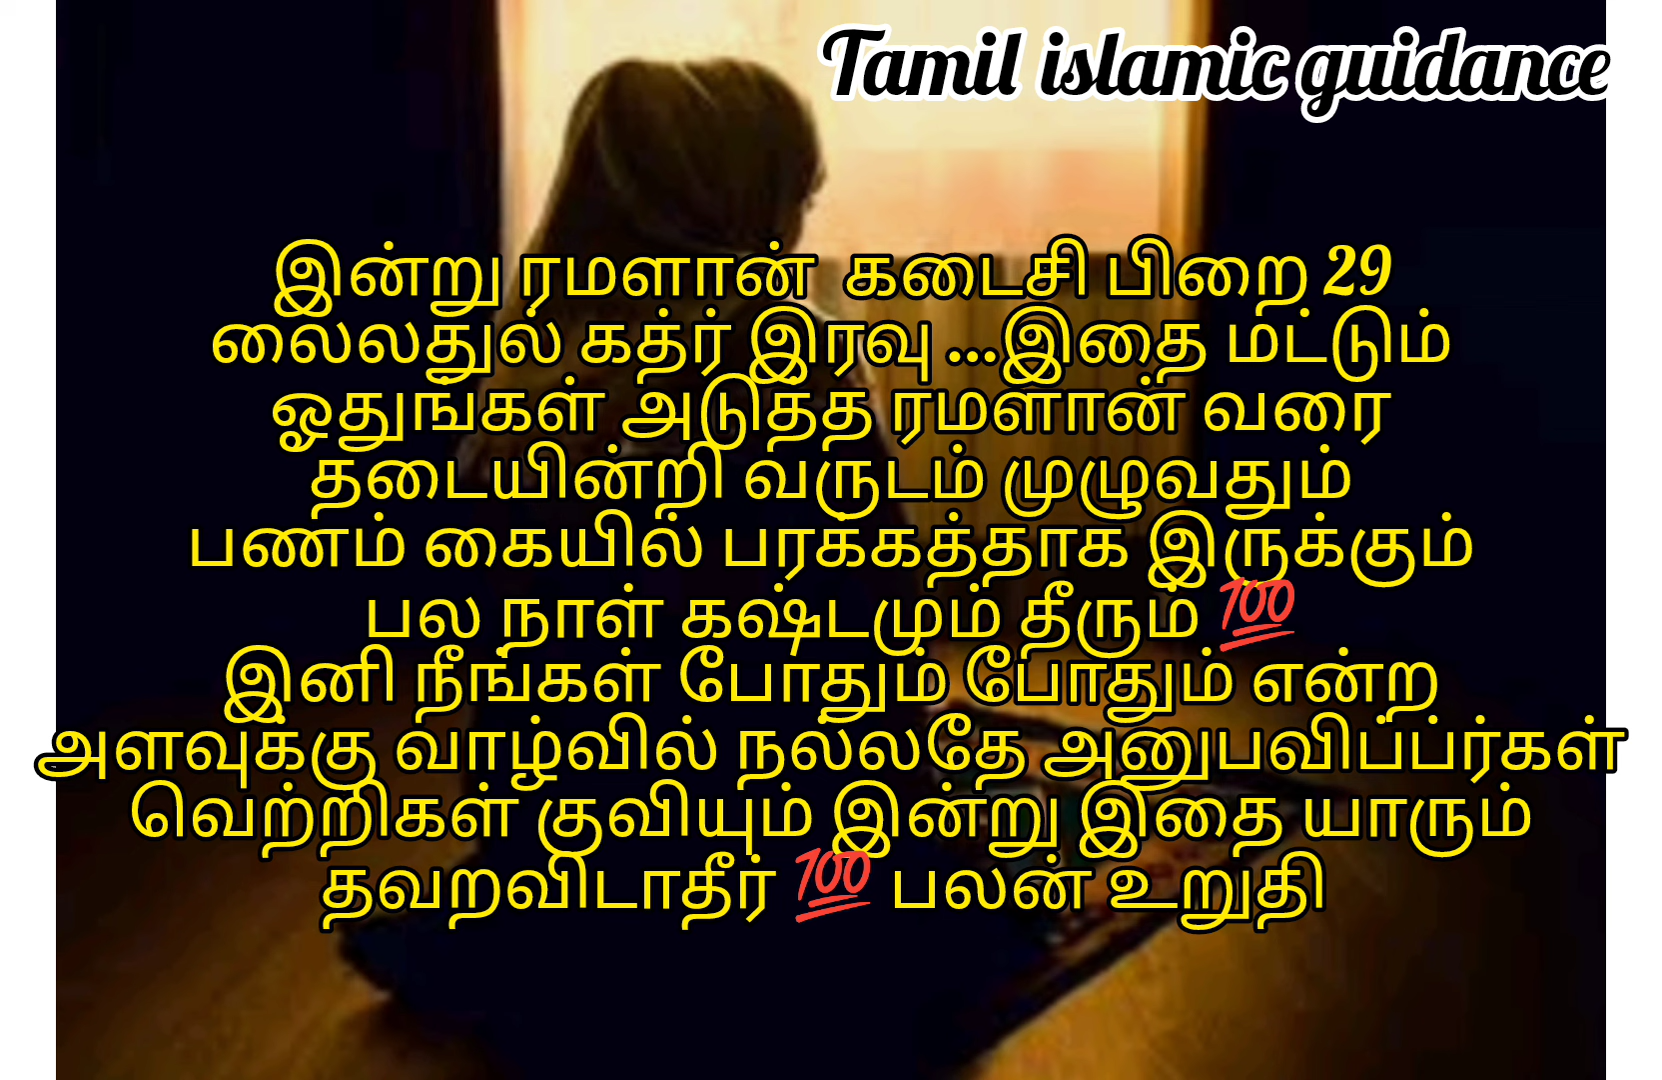 Tamil islamic guidance
இன்று ரமளான் கடைசி பிறை 29
லைலதுல் கத்ர் இரவு ...இதை மட்டும்
ஓதுங்கள் அடுத்த ரமளான் வரை
தடையின்றி வருடம் முழுவதும்
பணம் கையில் பரக்கத்தாக இருக்கும்
பல நாள் கஷ்டமும் தீரும் 💯
இனி நீங்கள் போதும் போதும் என்ற
அளவுக்கு வாழ்வில் நல்லதே அனுபவிப்ப்ர்கள்
வெற்றிகள் குவியும் இன்று இதை யாரும்
தவறவிடாதீர் 💯 பலன் உறுதி